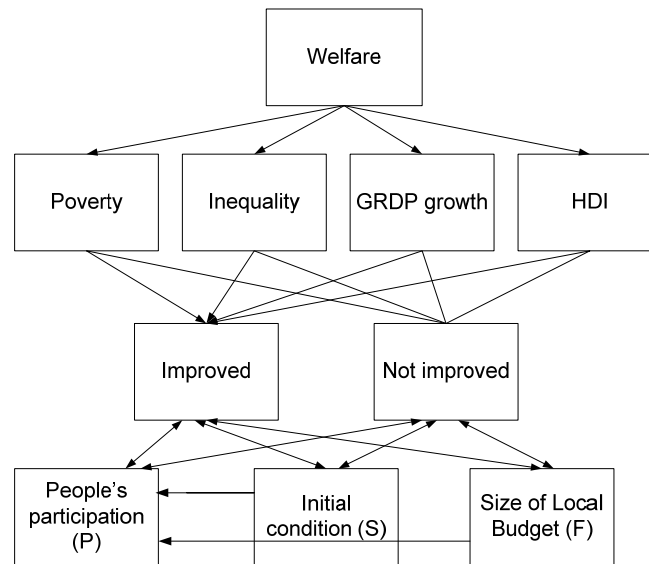 Welfare
Poverty
Inequality
GRDP growth
HDI
Improved
Not improved
People's
participation
(P)
Initial
condition (S)
Size of Local
Budget (F)